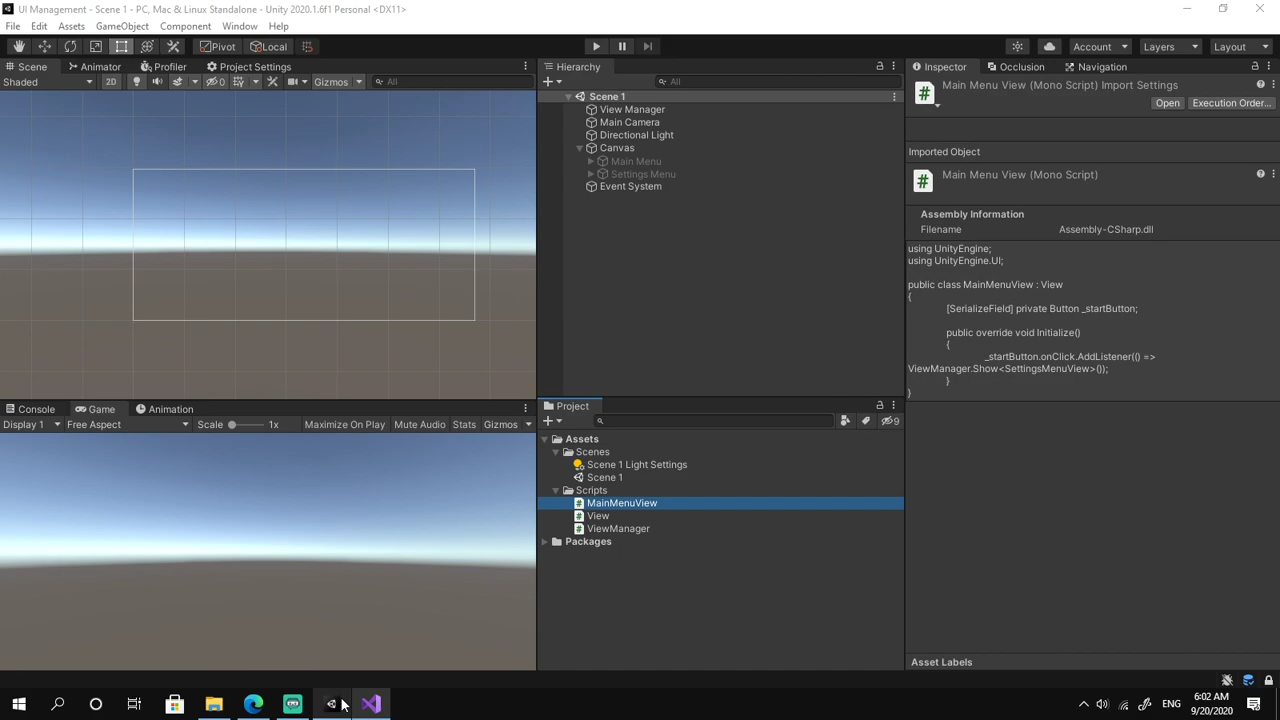 UI Management - Scene 1 - PC, Mac & Linux Standalone - Unity 2020.1.6f1 Personal <DX11>
File Edit Assets GameObject Component Window Help
Pivot Local Account Layers Layout
Scene Animator Profiler Project Settings
Shaded 2D 0 Gizmos All
Hierarchy
All
Scene 1
View Manager
Main Camera
Directional Light
Canvas
Main Menu
Settings Menu
Event System
Inspector Occlusion Navigation
Main Menu View (Mono Script) Import Settings
Open Execution Order...
Imported Object
Main Menu View (Mono Script)
Assembly Information
Filename Assembly-CSharp.dll
using UnityEngine;
using UnityEngine.UI;
public class MainMenuView : View
{
[SerializeField] private Button _startButton;
public override void Initialize()
{
_startButton.onClick.AddListener(() =>
ViewManager.Show<SettingsMenuView>());
}
}
Console Game Animation
Display 1 Free Aspect Scale 1x Maximize On Play Mute Audio Stats Gizmos
Project
9
Assets
Scenes
Scene 1 Light Settings
Scene 1
Scripts
MainMenuView
View
ViewManager
Packages
Asset Labels
ENG
6:02 AM
9/20/2020